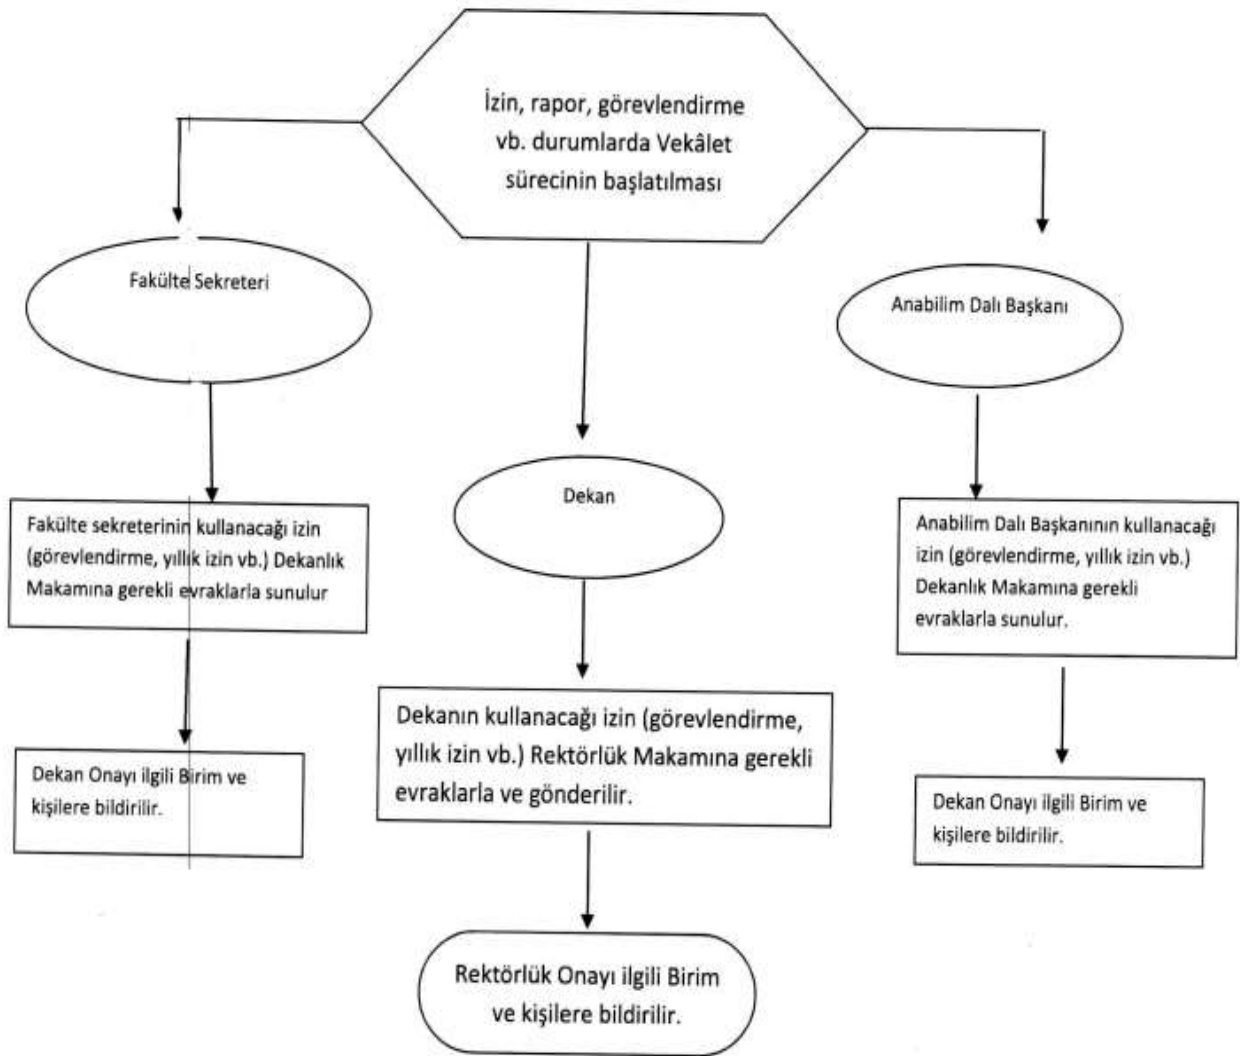 İzin, rapor, görevlendirme
vb. durumlarda Vekâlet
sürecinin başlatılması
Fakülte Sekreteri
Anabilim Dalı Başkanı
Dekan
Fakülte sekreterinin kullanacağı izin
(görevlendirme, yıllık izin vb.) Dekanlık
Makamına gerekli evraklarla sunulur
Anabilim Dalı Başkanının kullanacağı
izin (görevlendirme, yıllık izin vb.)
Dekanlık Makamına gerekli
evraklarla sunulur.
Dekanın kullanacağı izin (görevlendirme,
yıllık izin vb.) Rektörlük Makamına gerekli
evraklarla ve gönderilir.
Dekan Onayı ilgili Birim ve
kişilere bildirilir.
Dekan Onayı ilgili Birim ve
kişilere bildirilir.
Rektörlük Onayı ilgili Birim
ve kişilere bildirilir.